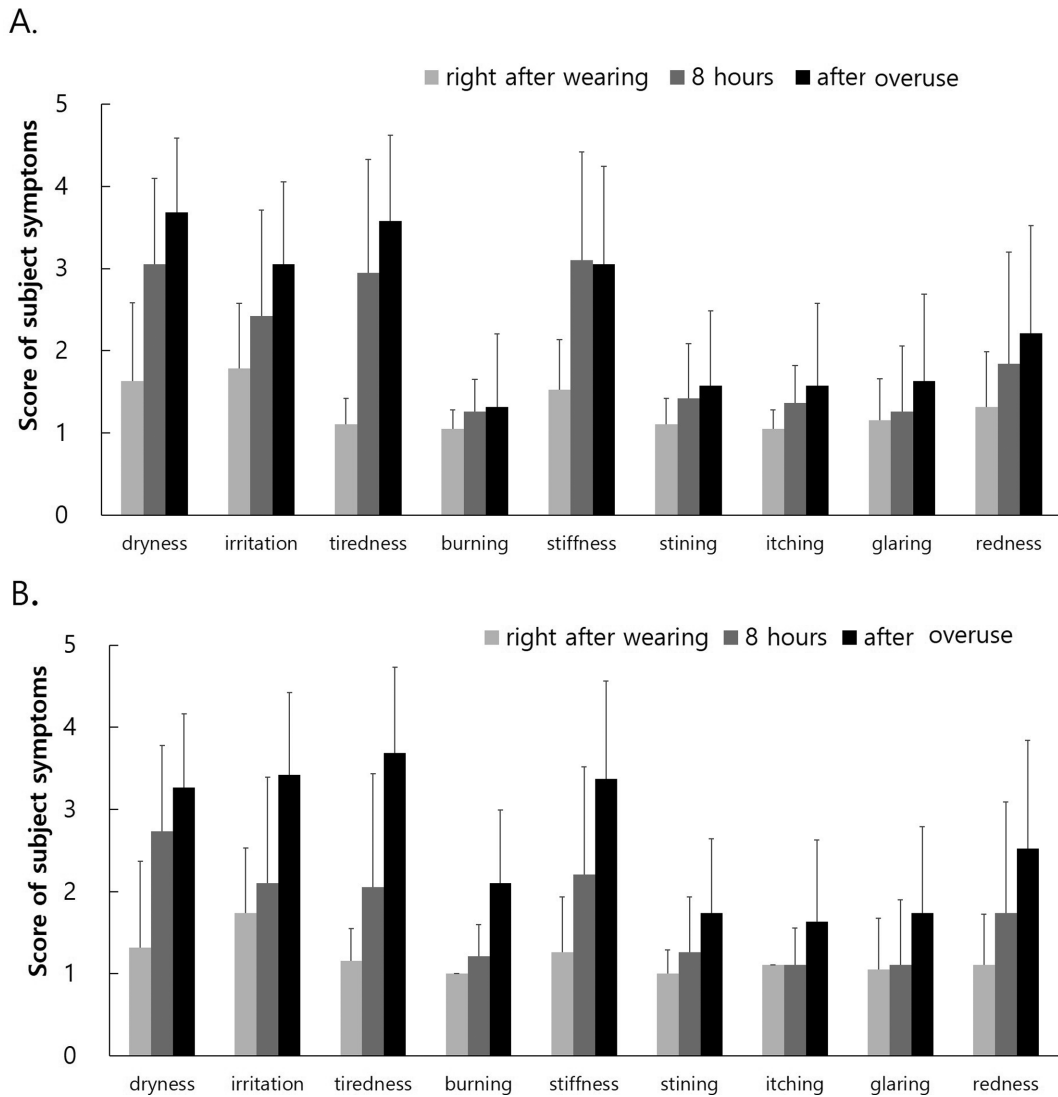 A.
right after wearing 8 hours after overuse
Score of subject symptoms
5
4
3
2
1
0
dryness irritation tiredness burning stiffness stining itching glaring redness
B.
right after wearing 8 hours after overuse
Score of subject symptoms
5
4
3
2
1
0
dryness irritation tiredness burning stiffness stining itching glaring redness